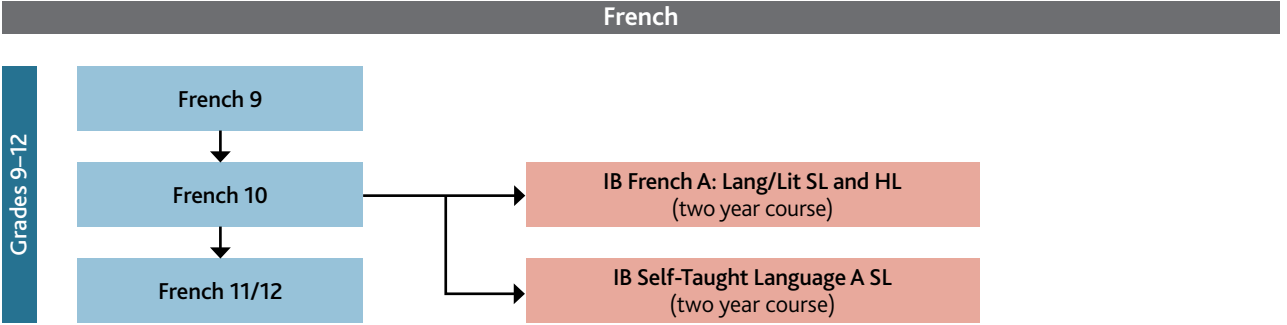 French
Grades 9–12
French 9
French 10
IB French A: Lang/Lit SL and HL
(two year course)
French 11/12
IB Self-Taught Language A SL
(two year course)